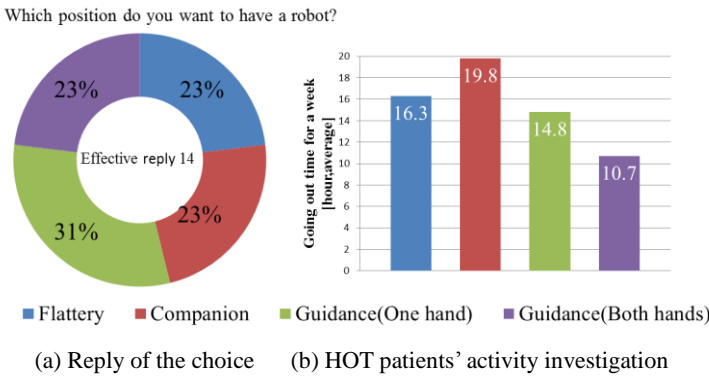 Which position do you want to have a robot?
23%
23%
23%
31%
Effective reply 14
Going out time for a week
[hour,average]
20
18
16
14
12
10
8
6
4
2
0
16.3
19.8
14.8
10.7
Flattery
Companion
Guidance(One hand)
Guidance(Both hands)
(a) Reply of the choice
(b) HOT patients’ activity investigation